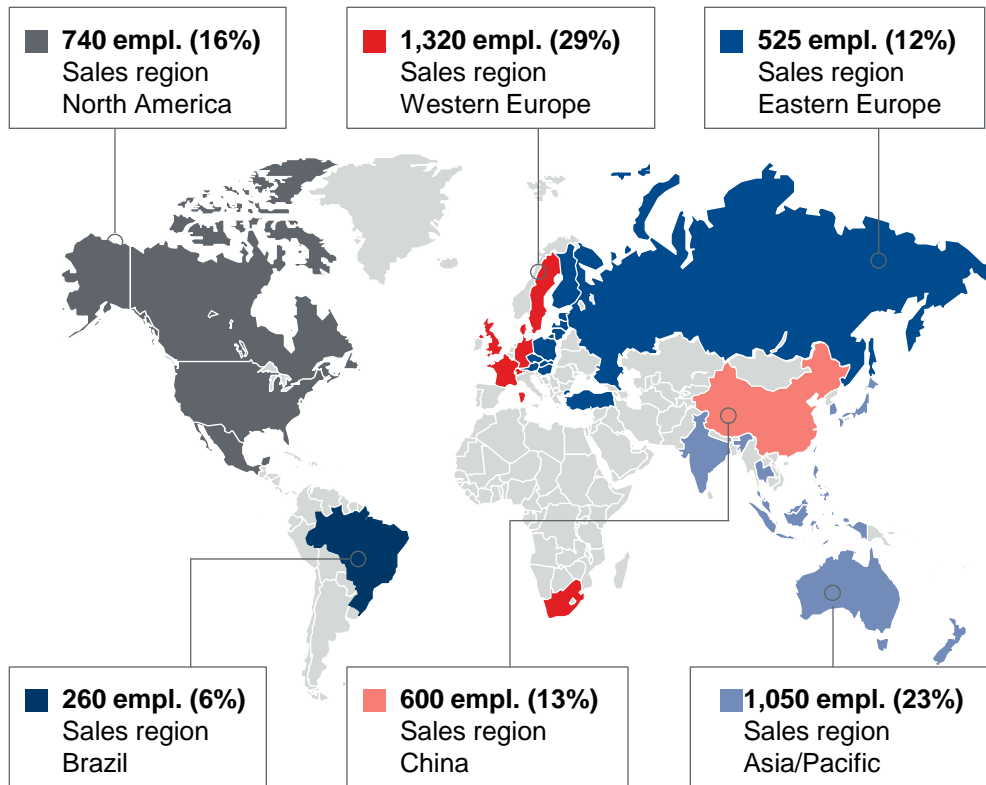 740 empl. (16%)
Sales region
North America
1,320 empl. (29%)
Sales region
Western Europe
525 empl. (12%)
Sales region
Eastern Europe
260 empl. (6%)
Sales region
Brazil
600 empl. (13%)
Sales region
China
1,050 empl. (23%)
Sales region
Asia/Pacific